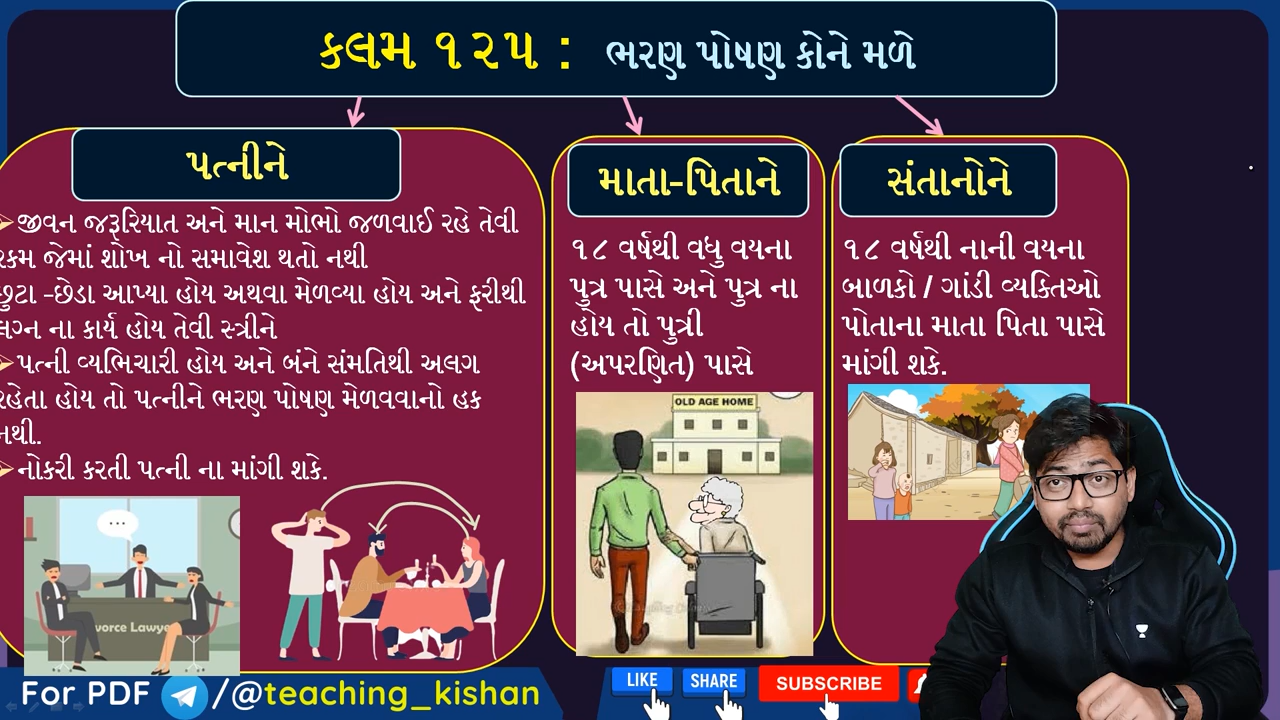 કલમ ૧૨૫ : ભરણ પોષણ કોને મળે
પત્નીને
જીવન જરૂરિયાત અને માન મોભો જળવાઈ રહે તેવી
રકમ જેમાં શોખ નો સમાવેશ થતો નથી
છુટા -છેડા આપ્યા હોય અથવા મેળવ્યા હોય અને ફરીથી
લગ્ન ના કાર્ય હોય તેવી સ્ત્રીને
પત્ની વ્યભિચારી હોય અને બંને સંમતિથી અલગ
રહેતા હોય તો પત્નીને ભરણ પોષણ મેળવવાનો હક
નથી.
નોકરી કરતી પત્ની ના માંગી શકે.
vorce Lawye
માતા-પિતાને
૧૮ વર્ષથી વધુ વયના
પુત્ર પાસે અને પુત્ર ના
હોય તો પુત્રી
(અપરણિત) પાસે
OLD AGE HOME
સંતાનોને
૧૮ વર્ષથી નાની વયના
બાળકો / ગાંડી વ્યક્તિઓ
પોતાના માતા પિતા પાસે
માંગી શકે.
For PDF /@teaching_kishan
LIKE SHARE SUBSCRIBE